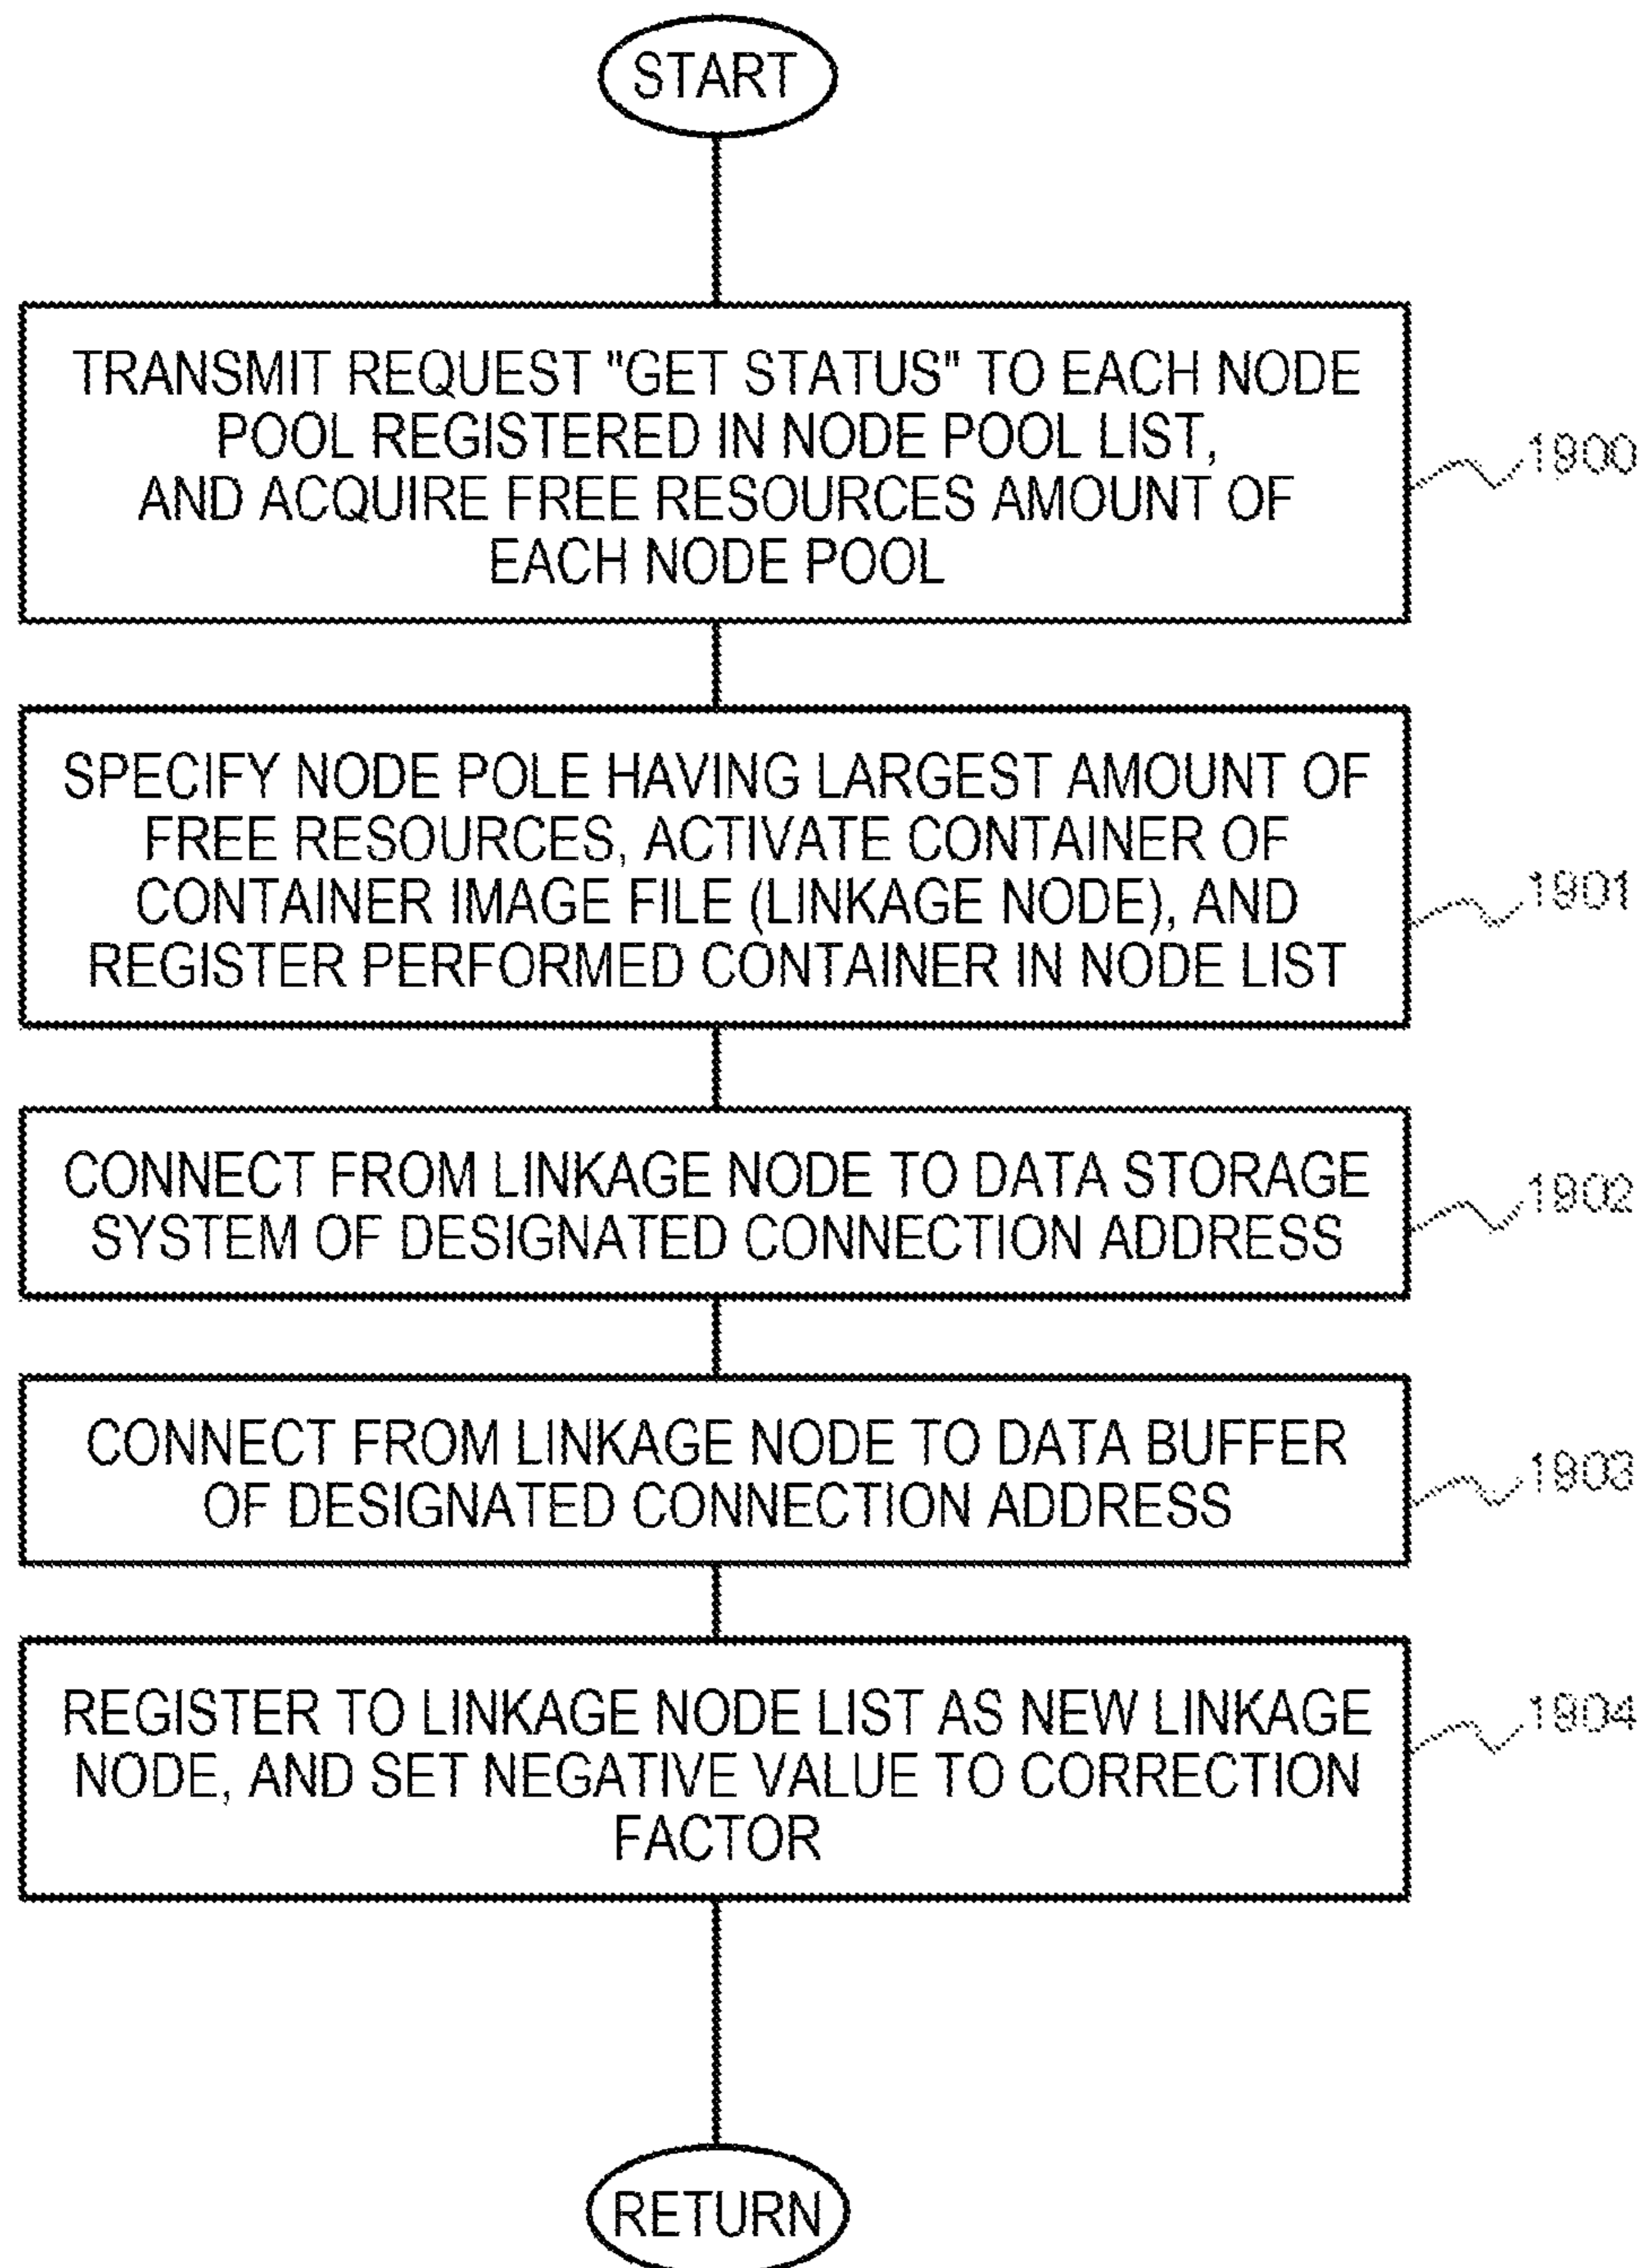 START
TRANSMIT REQUEST "GET STATUS" TO EACH NODE
POOL REGISTERED IN NODE POOL LIST,
AND ACQUIRE FREE RESOURCES AMOUNT OF
EACH NODE POOL
1900
SPECIFY NODE POLE HAVING LARGEST AMOUNT OF
FREE RESOURCES, ACTIVATE CONTAINER OF
CONTAINER IMAGE FILE (LINKAGE NODE), AND
REGISTER PERFORMED CONTAINER IN NODE LIST
1901
CONNECT FROM LINKAGE NODE TO DATA STORAGE
SYSTEM OF DESIGNATED CONNECTION ADDRESS
1902
CONNECT FROM LINKAGE NODE TO DATA BUFFER
OF DESIGNATED CONNECTION ADDRESS
1903
REGISTER TO LINKAGE NODE LIST AS NEW LINKAGE
NODE, AND SET NEGATIVE VALUE TO CORRECTION
FACTOR
1904
RETURN